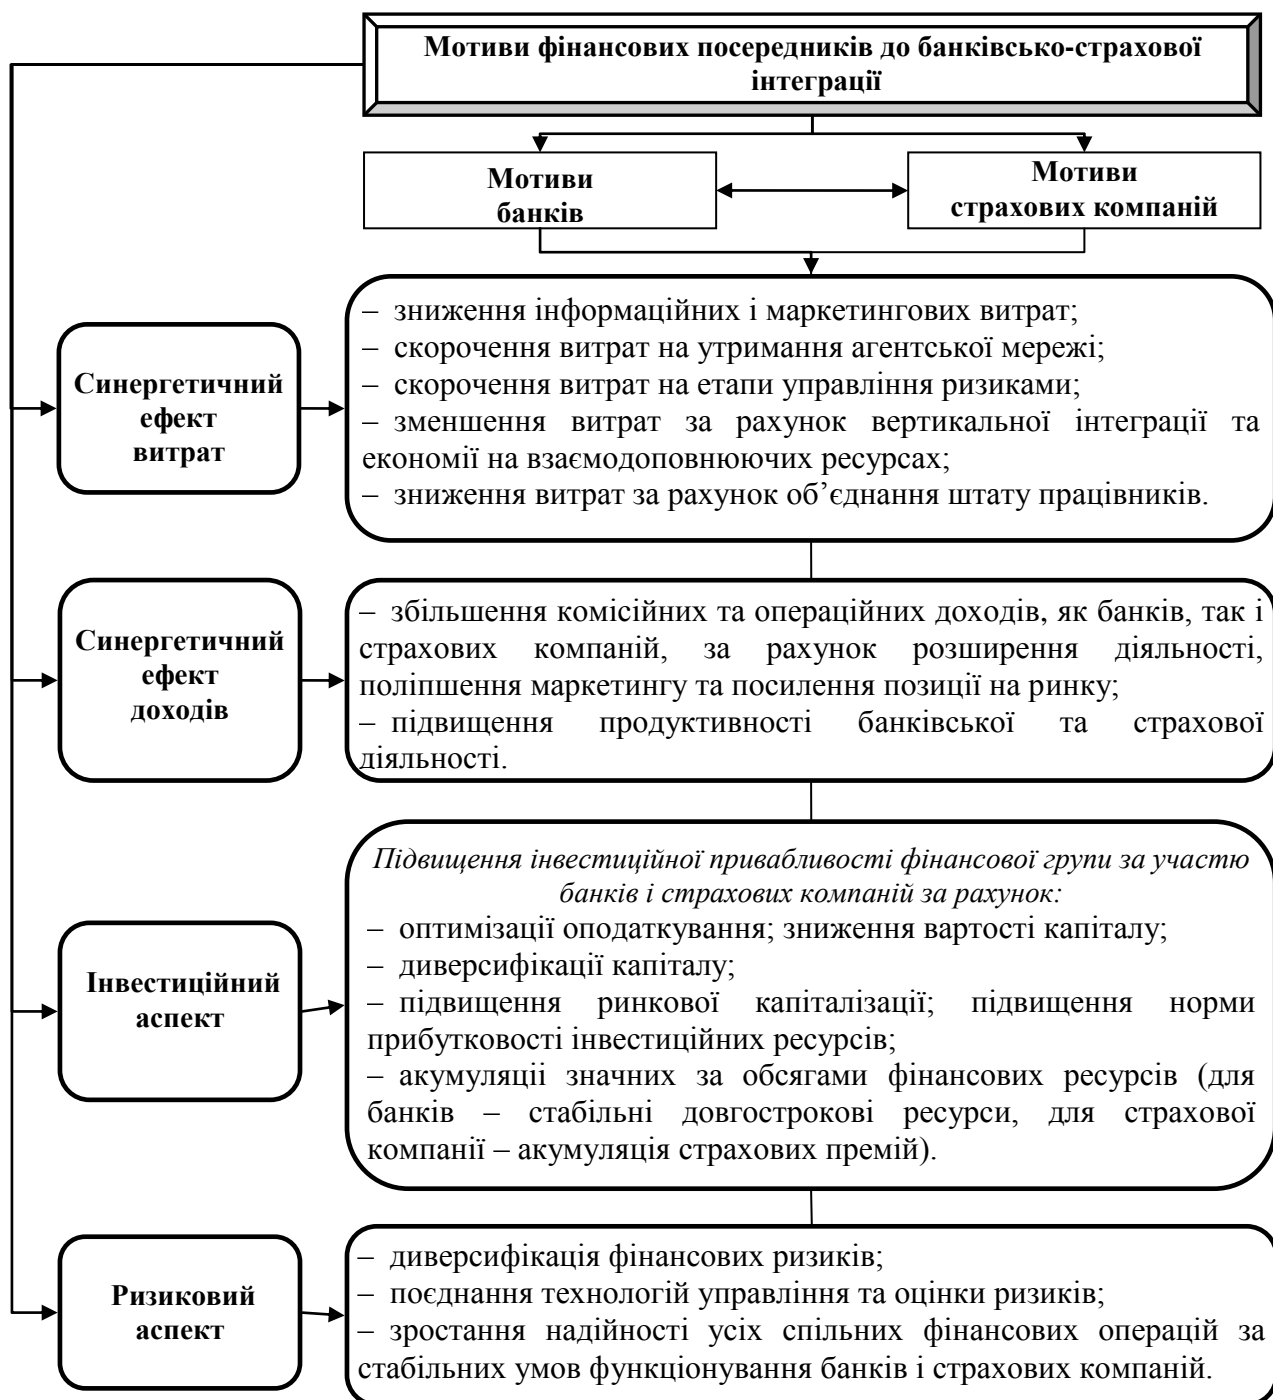 Мотиви фінансових посередників до банківсько-страхової
інтеграції
Мотиви
банків
Мотиви
страхових компаній
Синергетичний
ефект
витрат
– зниження інформаційних і маркетингових витрат;
– скорочення витрат на утримання агентської мережі;
– скорочення витрат на етапи управління ризиками;
– зменшення витрат за рахунок вертикальної інтеграції та
економії на взаємодоповнюючих ресурсах;
– зниження витрат за рахунок об’єднання штату працівників.
Синергетичний
ефект
доходів
– збільшення комісійних та операційних доходів, як банків, так і
страхових компаній, за рахунок розширення діяльності,
поліпшення маркетингу та посилення позиції на ринку;
– підвищення продуктивності банківської та страхової
діяльності.
Інвестиційний
аспект
Підвищення інвестиційної привабливості фінансової групи за участю
банків і страхових компаній за рахунок:
– оптимізації оподаткування; зниження вартості капіталу;
– диверсифікації капіталу;
– підвищення ринкової капіталізації; підвищення норми
прибутковості інвестиційних ресурсів;
– акумуляції значних за обсягами фінансових ресурсів (для
банків – стабільні довгострокові ресурси, для страхової
компанії – акумуляція страхових премій).
Ризиковий
аспект
– диверсифікація фінансових ризиків;
– поєднання технологій управління та оцінки ризиків;
– зростання надійності усіх спільних фінансових операцій за
стабільних умов функціонування банків і страхових компаній.